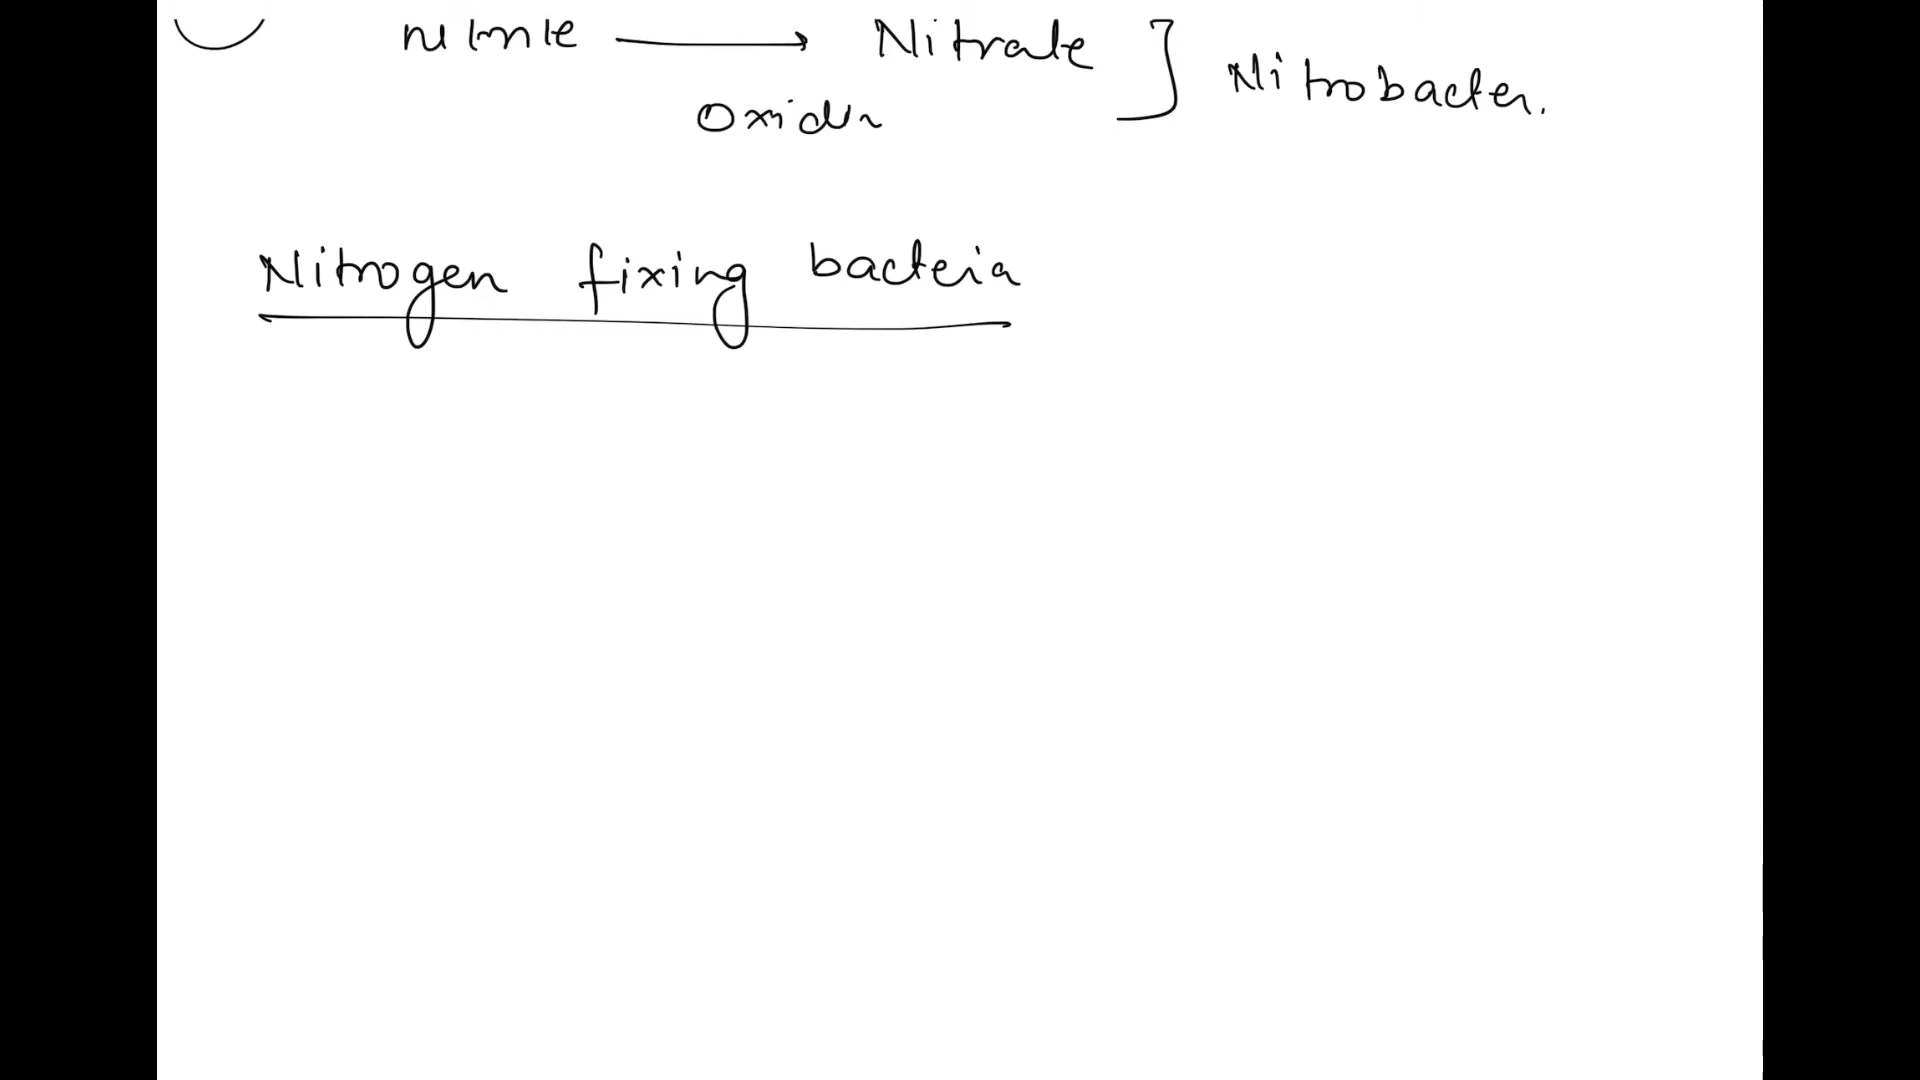 Nitrite → Nitrate ] Nitrobacter.
Oxidn
Nitrogen fixing bacteria